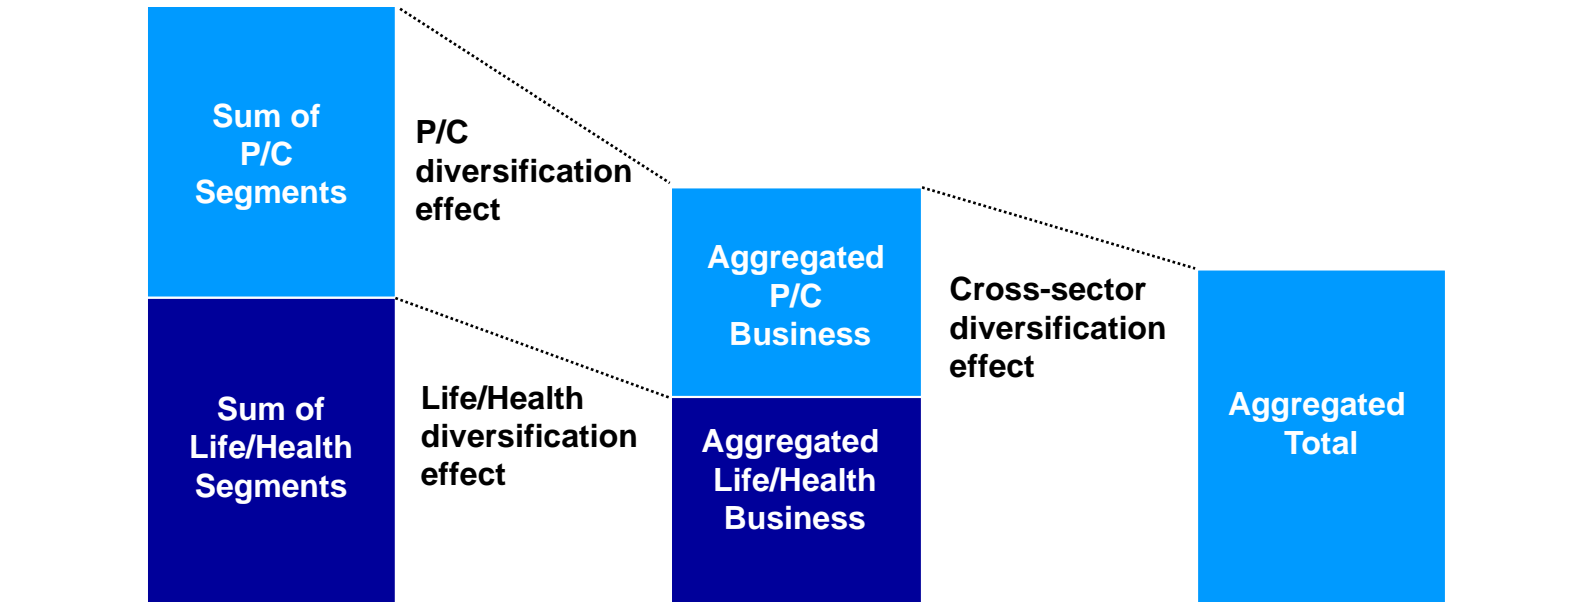 Sum of
P/C
Segments
Sum of
Life/Health
Segments
P/C
diversification
effect
Life/Health
diversification
effect
Aggregated
P/C
Business
Aggregated
Life/Health
Business
Cross-sector
diversification
effect
Aggregated
Total